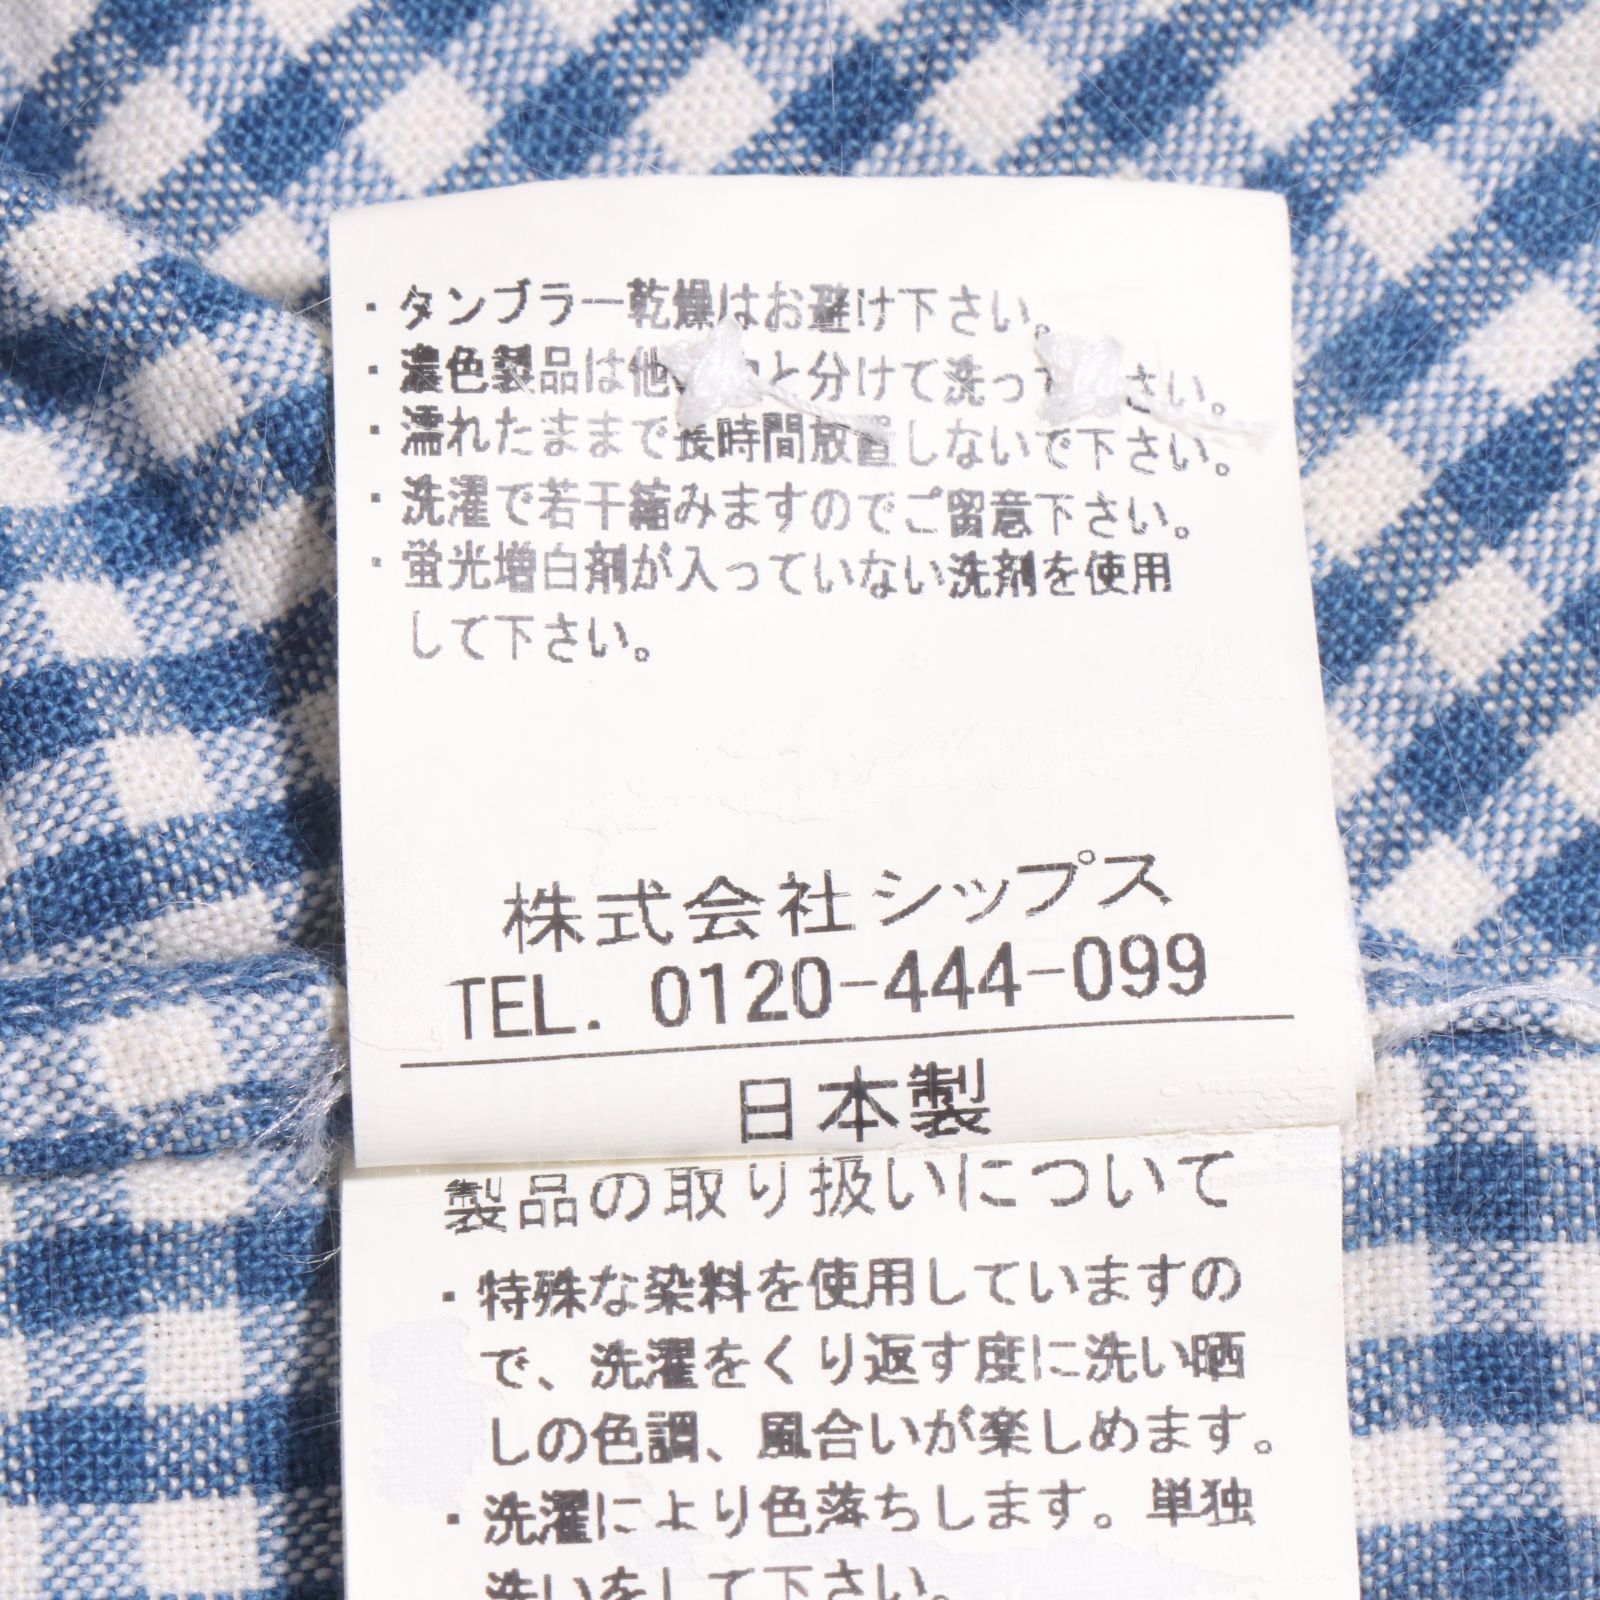 ・タンブラー乾燥はお避け下さい。
・濃色製品は他 と分けて洗っ さい。
・濡れたままで長時間放置しないで下さい。
・洗濯で若干縮みますのでご留意下さい。
・蛍光増白剤が入っていない洗剤を使用
して下さい。
株式会社シップス
TEL. 0120-444-099
日本製
製品の取り扱いについて
・特殊な染料を使用していますの
で、洗濯をくり返す度に洗い晒
しの色調、風合いが楽しめます。
・洗濯により色落ちします。単独
洗いをして下さい。